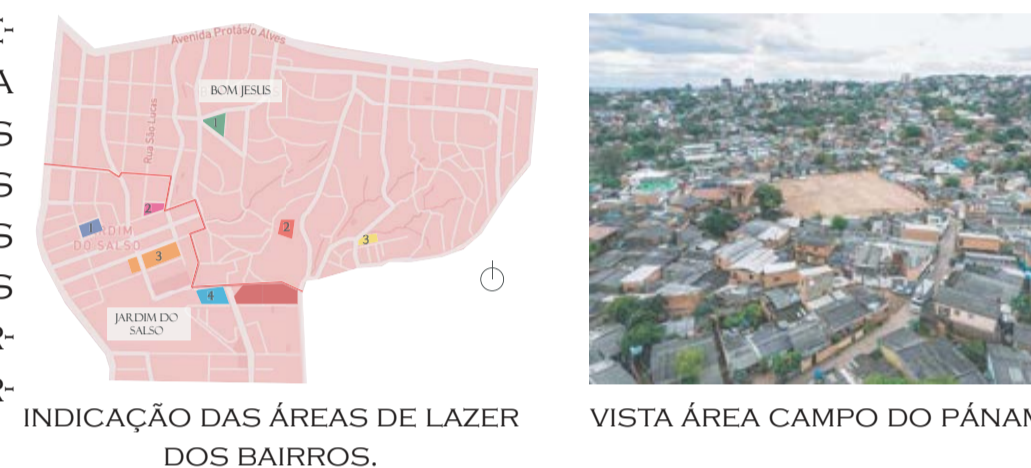 A
S
S
S
S
R-
R-
Avenida Protásio Alves
BOM JESUS
1
Rua São Lucas
2
1
JARDIM
DO SALSO
3
2
3
4
JARDIM DO
SALSO
INDICAÇÃO DAS ÁREAS DE LAZER
DOS BAIRROS.
VISTA ÁREA CAMPO DO PÁNAM